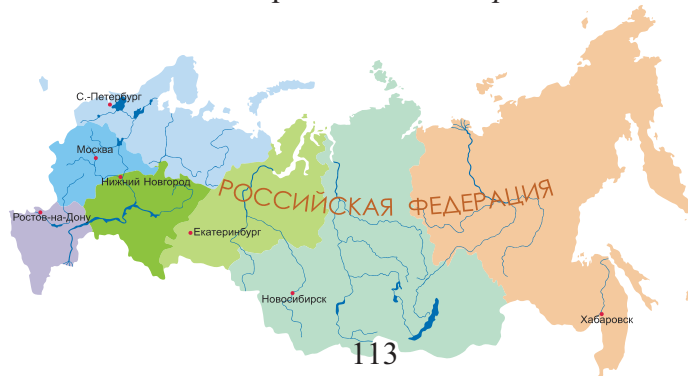 С.-Петербург
Москва
Нижний Новгород
РОССИЙСКАЯ ФЕДЕРАЦИЯ
Ростов-на-Дону
Екатеринбург
Новосибирск
Хабаровск
113